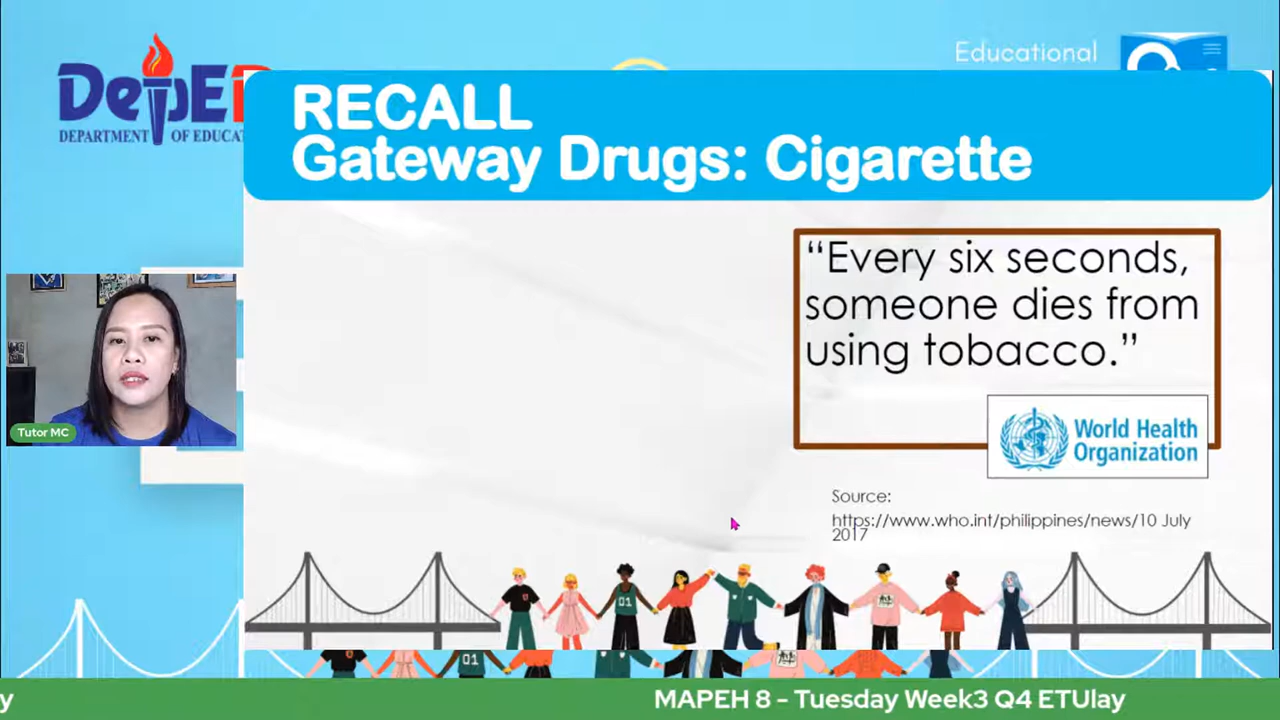 DepED
DEPARTMENT OF EDUCAT
Educational
RECALL
Gateway Drugs: Cigarette
“Every six seconds,
someone dies from
using tobacco.”
World Health
Organization
Source:
https://www.who.int/philippines/news/10 July
2017
Tutor MC
01
01
y
MAPEH 8 - Tuesday Week3 Q4 ETUlay